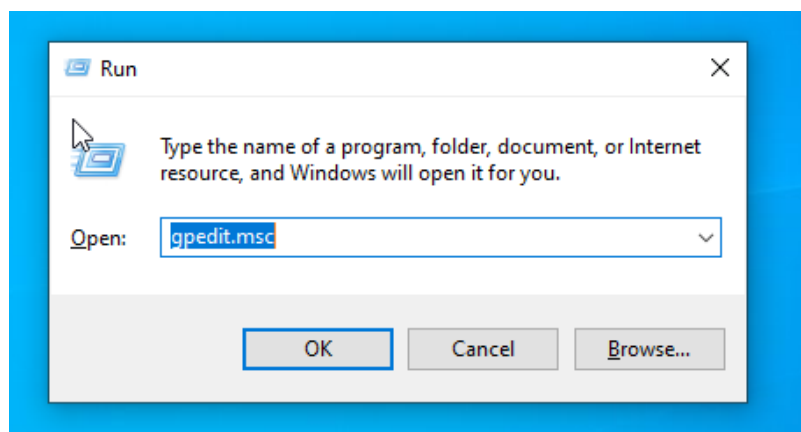 Run
Type the name of a program, folder, document, or Internet
resource, and Windows will open it for you.
Open: gpedit.msc
OK Cancel Browse...